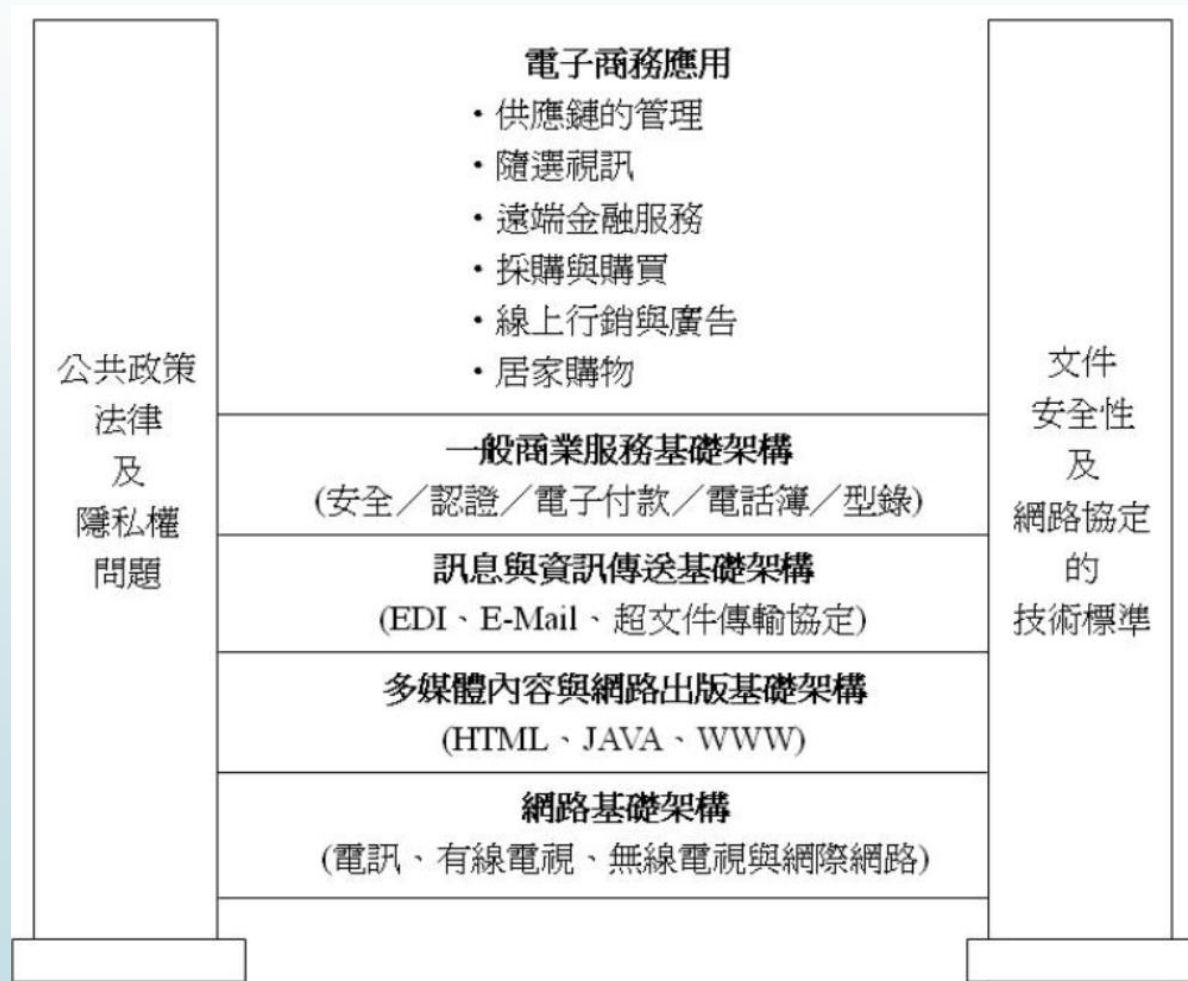 電子商務應用
・供應鏈的管理
・隨選視訊
・遠端金融服務
・採購與購買
・線上行銷與廣告
・居家購物
公共政策
法律
及
隱私權
問題
一般商業服務基礎架構
(安全／認證／電子付款／電話簿／型錄)
訊息與資訊傳送基礎架構
(EDI、E-Mail、超文件傳輸協定)
多媒體內容與網路出版基礎架構
(HTML、JAVA、WWW)
網路基礎架構
(電訊、有線電視、無線電視與網際網路)
文件
安全性
及
網路協定
的
技術標準